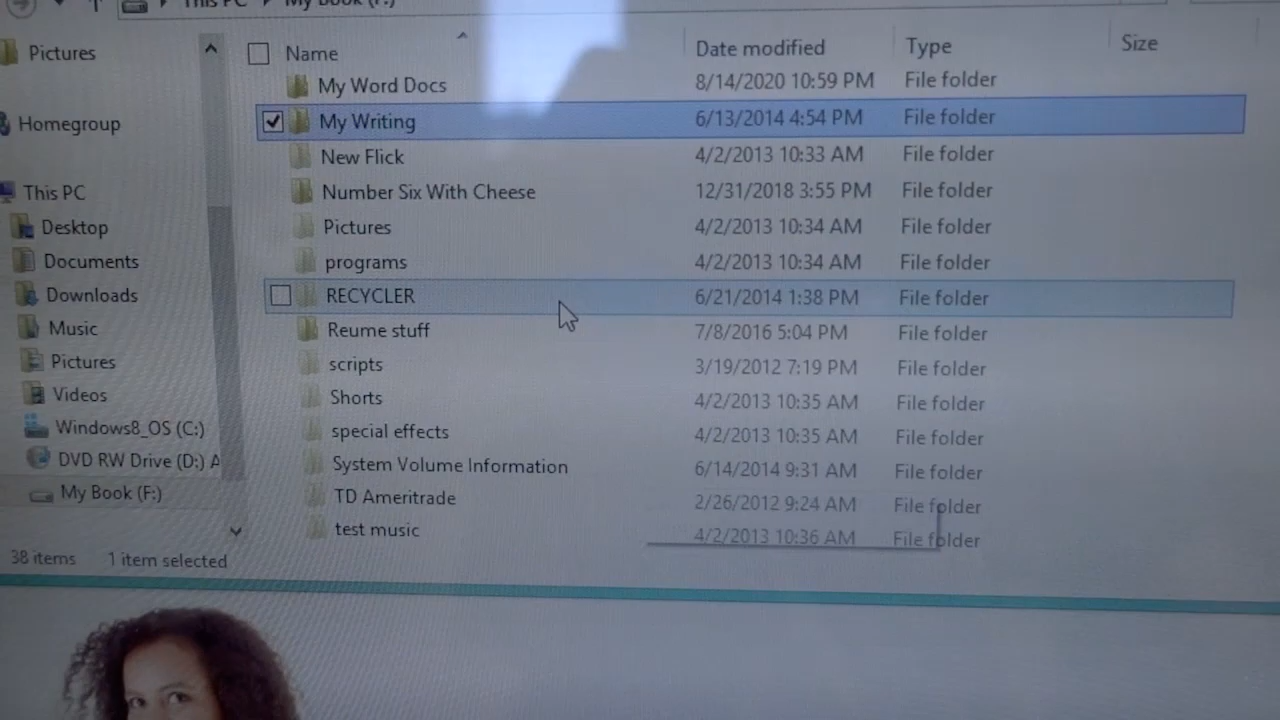 This PC My Book (F:)
Pictures
Homegroup
This PC
Desktop
Documents
Downloads
Music
Pictures
Videos
Windows8_OS (C:)
DVD RW Drive (D:) A
My Book (F:)
Name Date modified Type Size
My Word Docs 8/14/2020 10:59 PM File folder
My Writing 6/13/2014 4:54 PM File folder
New Flick 4/2/2013 10:33 AM File folder
Number Six With Cheese 12/31/2018 3:55 PM File folder
Pictures 4/2/2013 10:34 AM File folder
programs 4/2/2013 10:34 AM File folder
RECYCLER 6/21/2014 1:38 PM File folder
Reume stuff 7/8/2016 5:04 PM File folder
scripts 3/19/2012 7:19 PM File folder
Shorts 4/2/2013 10:35 AM File folder
special effects 4/2/2013 10:35 AM File folder
System Volume Information 6/14/2014 9:31 AM File folder
TD Ameritrade 2/26/2012 9:24 AM File folder
test music 4/2/2013 10:36 AM File folder
38 items 1 item selected